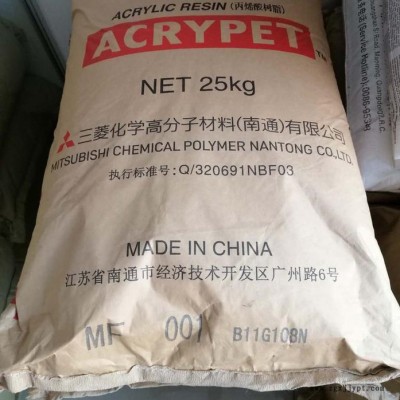 ACRYLIC RESIN (丙烯酸树脂)
ACRYPET
NET 25kg
三菱化学高分子材料(南通)有限公司
MITSUBISHI CHEMICAL POLYMER NANTONG CO.,LTD.
执行标准号: Q/320691NBF03
MADE IN CHINA
江苏省南通市经济技术开发区广州路6号
MF 001 B11G108N